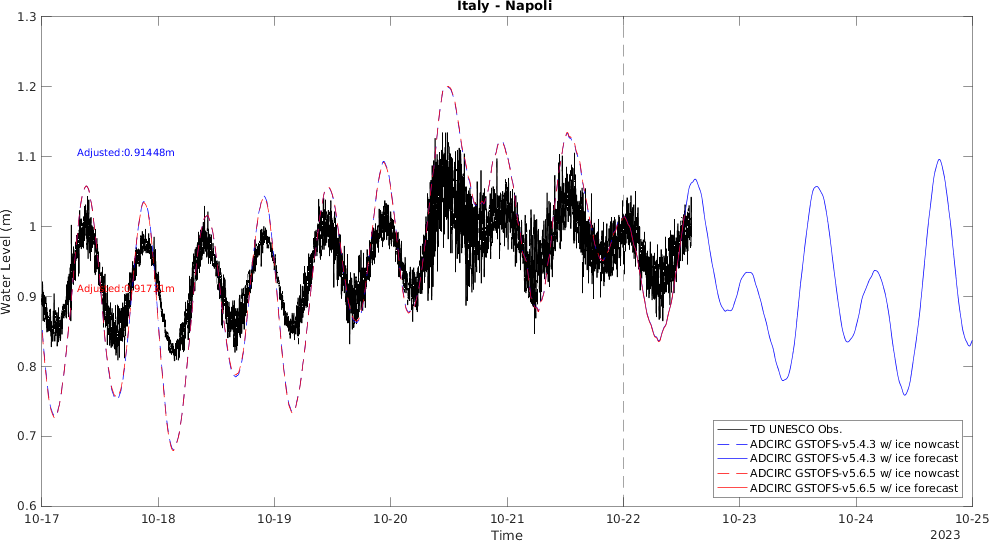 Italy - Napoli
1.3
1.2
1.1
1
0.9
0.8
0.7
0.6
Water Level (m)
Adjusted:0.91448m
TD UNESCO Obs.
ADCIRC GSTOFS-v5.4.3 w/ ice nowcast
ADCIRC GSTOFS-v5.4.3 w/ ice forecast
ADCIRC GSTOFS-v5.6.5 w/ ice nowcast
ADCIRC GSTOFS-v5.6.5 w/ ice forecast
10-17
10-18
10-19
10-20
10-21
10-22
10-23
10-24
10-25
Time
2023